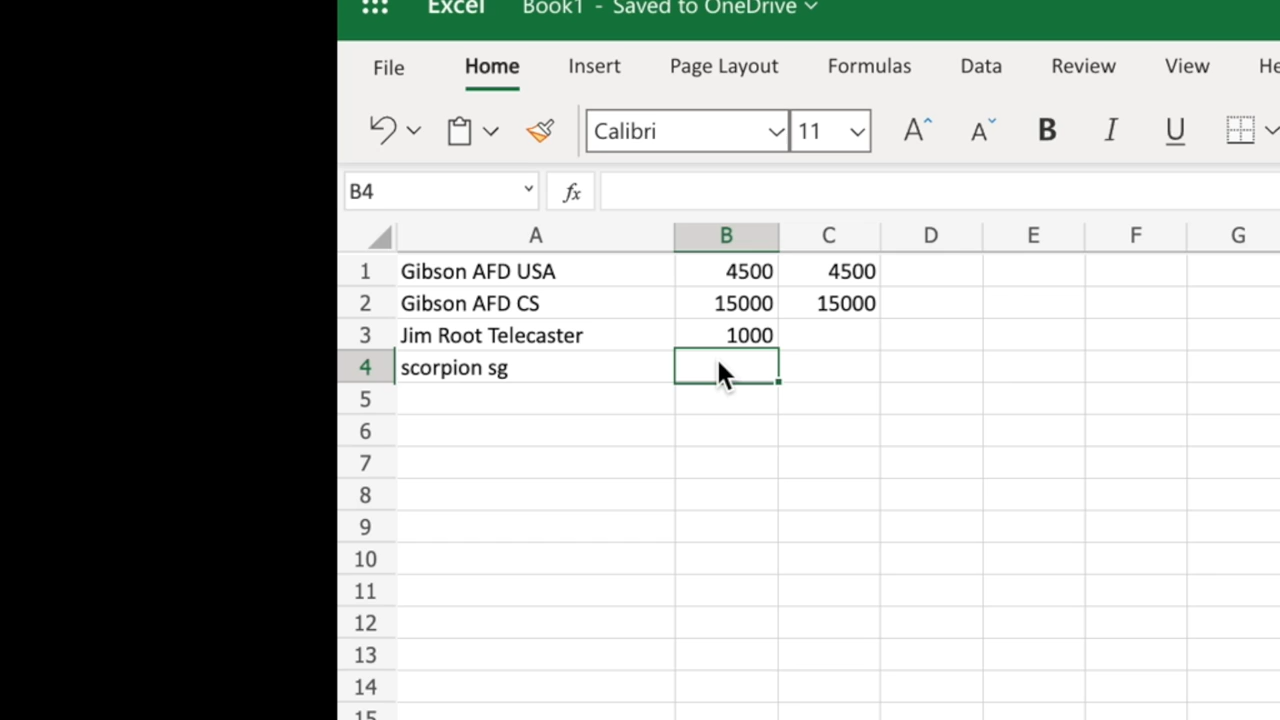 Excel Book1 - Saved to OneDrive
File Home Insert Page Layout Formulas Data Review View He
Calibri 11 A A B I U
B4 fx
A B C D E F G
1 Gibson AFD USA 4500 4500
2 Gibson AFD CS 15000 15000
3 Jim Root Telecaster 1000
4 scorpion sg
5
6
7
8
9
10
11
12
13
14
15